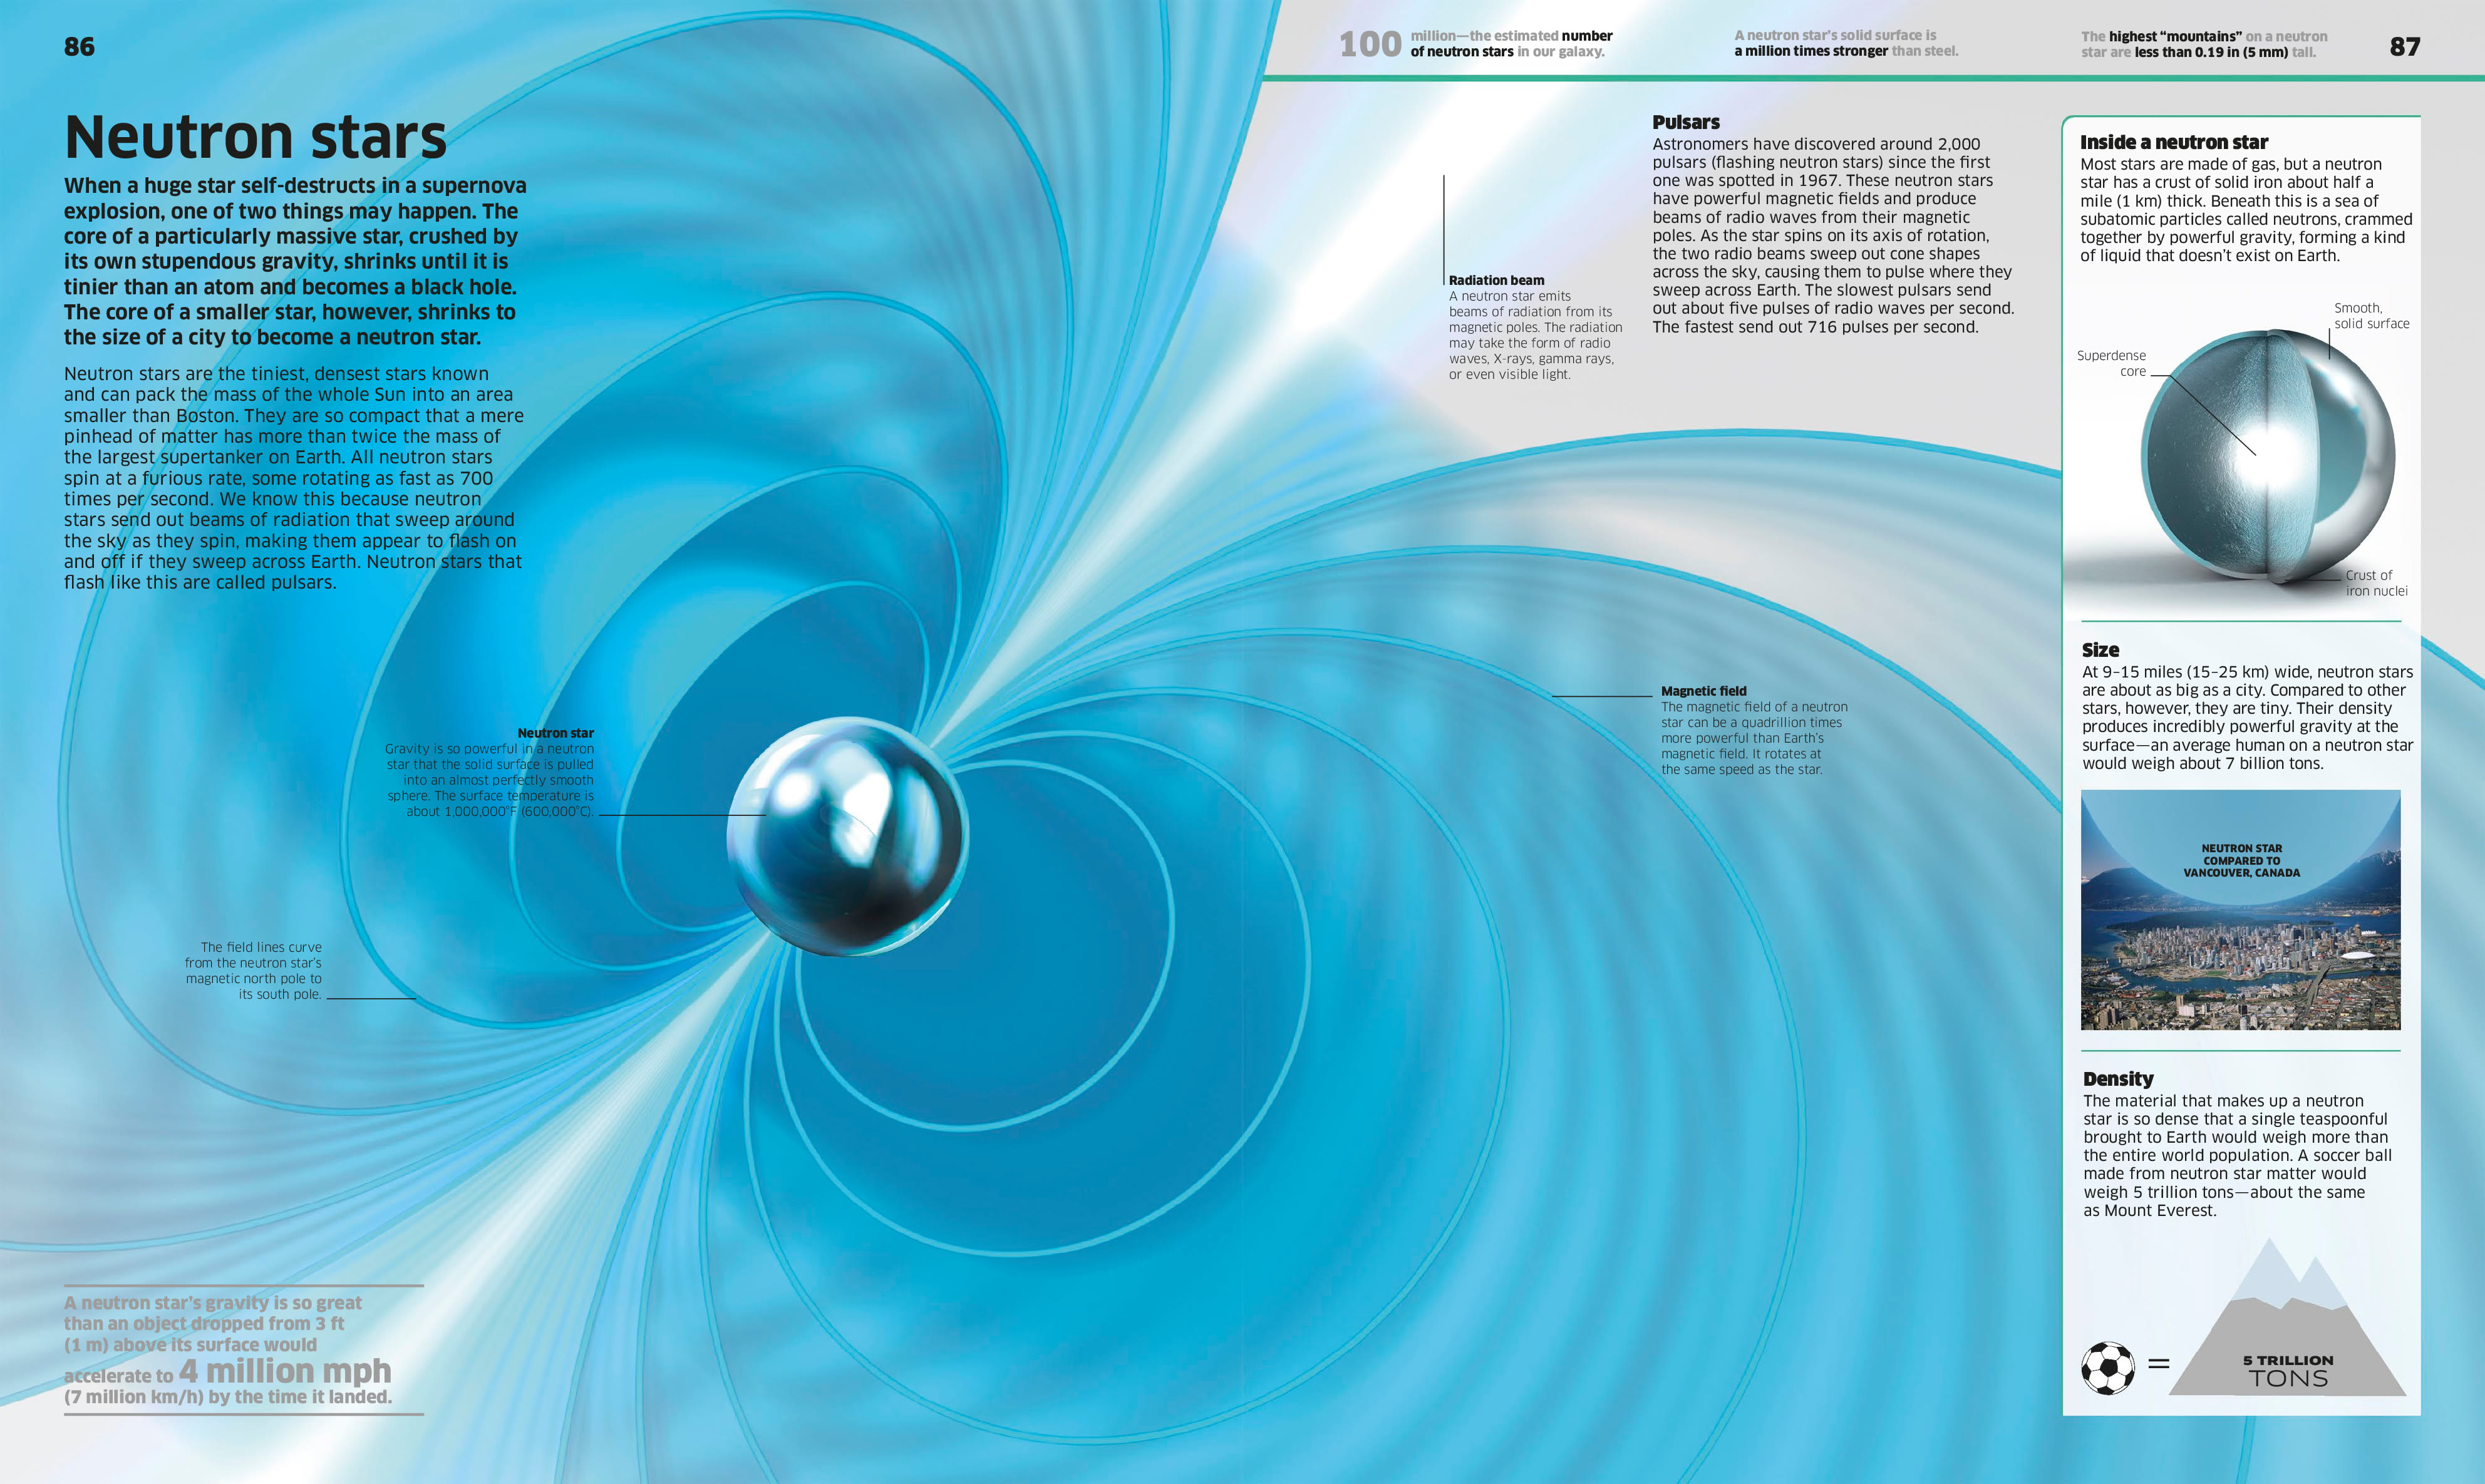 86
100 million—the estimated number
of neutron stars in our galaxy.
A neutron star's solid surface is
a million times stronger than steel.
The highest “mountains” on a neutron
star are less than 0.19 in (5 mm) tall.
87
Neutron stars
When a huge star self-destructs in a supernova
explosion, one of two things may happen. The
core of a particularly massive star, crushed by
its own stupendous gravity, shrinks until it is
tinier than an atom and becomes a black hole.
The core of a smaller star, however, shrinks to
the size of a city to become a neutron star.
Neutron stars are the tiniest, densest stars known
and can pack the mass of the whole Sun into an area
smaller than Boston. They are so compact that a mere
pinhead of matter has more than twice the mass of
the largest supertanker on Earth. All neutron stars
spin at a furious rate, some rotating as fast as 700
times per second. We know this because neutron
stars send out beams of radiation that sweep around
the sky as they spin, making them appear to flash on
and off if they sweep across Earth. Neutron stars that
flash like this are called pulsars.
Neutron star
Gravity is so powerful in a neutron
star that the solid surface is pulled
into an almost perfectly smooth
sphere. The surface temperature is
about 1,000,000°F (600,000°C).
The field lines curve
from the neutron star's
magnetic north pole to
its south pole.
A neutron star's gravity is so great
than an object dropped from 3 ft
(1 m) above its surface would
accelerate to 4 million mph
(7 million km/h) by the time it landed.
Radiation beam
A neutron star emits
beams of radiation from its
magnetic poles. The radiation
may take the form of radio
waves, X-rays, gamma rays,
or even visible light.
Pulsars
Astronomers have discovered around 2,000
pulsars (flashing neutron stars) since the first
one was spotted in 1967. These neutron stars
have powerful magnetic fields and produce
beams of radio waves from their magnetic
poles. As the star spins on its axis of rotation,
the two radio beams sweep out cone shapes
across the sky, causing them to pulse where they
sweep across Earth. The slowest pulsars send
out about five pulses of radio waves per second.
The fastest send out 716 pulses per second.
Magnetic field
The magnetic field of a neutron
star can be a quadrillion times
more powerful than Earth's
magnetic field. It rotates at
the same speed as the star.
Inside a neutron star
Most stars are made of gas, but a neutron
star has a crust of solid iron about half a
mile (1 km) thick. Beneath this is a sea of
subatomic particles called neutrons, crammed
together by powerful gravity, forming a kind
of liquid that doesn't exist on Earth.
Smooth,
solid surface
Superdense
core
Crust of
iron nuclei
Size
At 9–15 miles (15–25 km) wide, neutron stars
are about as big as a city. Compared to other
stars, however, they are tiny. Their density
produces incredibly powerful gravity at the
surface—an average human on a neutron star
would weigh about 7 billion tons.
NEUTRON STAR
COMPARED TO
VANCOUVER, CANADA
Density
The material that makes up a neutron
star is so dense that a single teaspoonful
brought to Earth would weigh more than
the entire world population. A soccer ball
made from neutron star matter would
weigh 5 trillion tons—about the same
as Mount Everest.
=
5 TRILLION
TONS